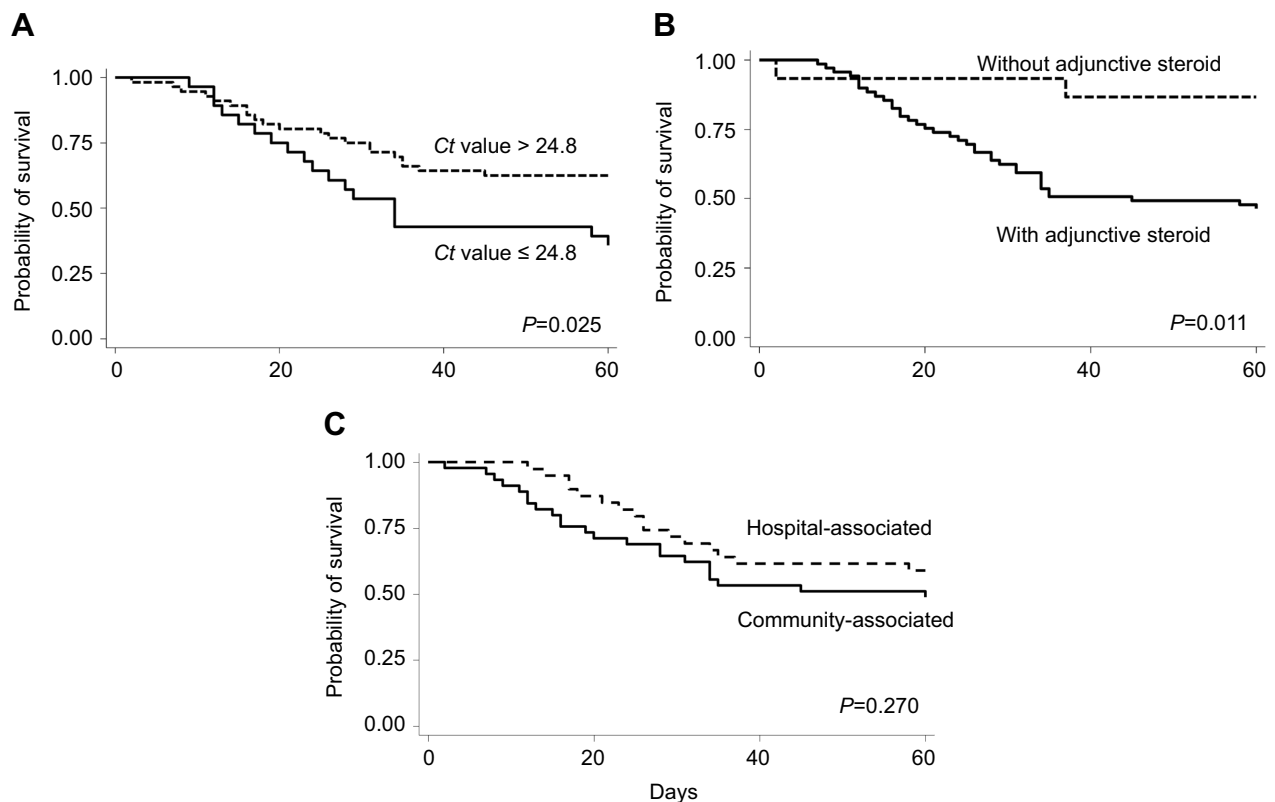 A
Probability of survival
1.00
0.75
0.50
0.25
0.00
Ct value > 24.8
Ct value ≤ 24.8
P=0.025
0 20 40 60
B
Probability of survival
1.00
0.75
0.50
0.25
0.00
Without adjunctive steroid
With adjunctive steroid
P=0.011
0 20 40 60
C
Probability of survival
1.00
0.75
0.50
0.25
0.00
Hospital-associated
Community-associated
P=0.270
0 20 40 60
Days